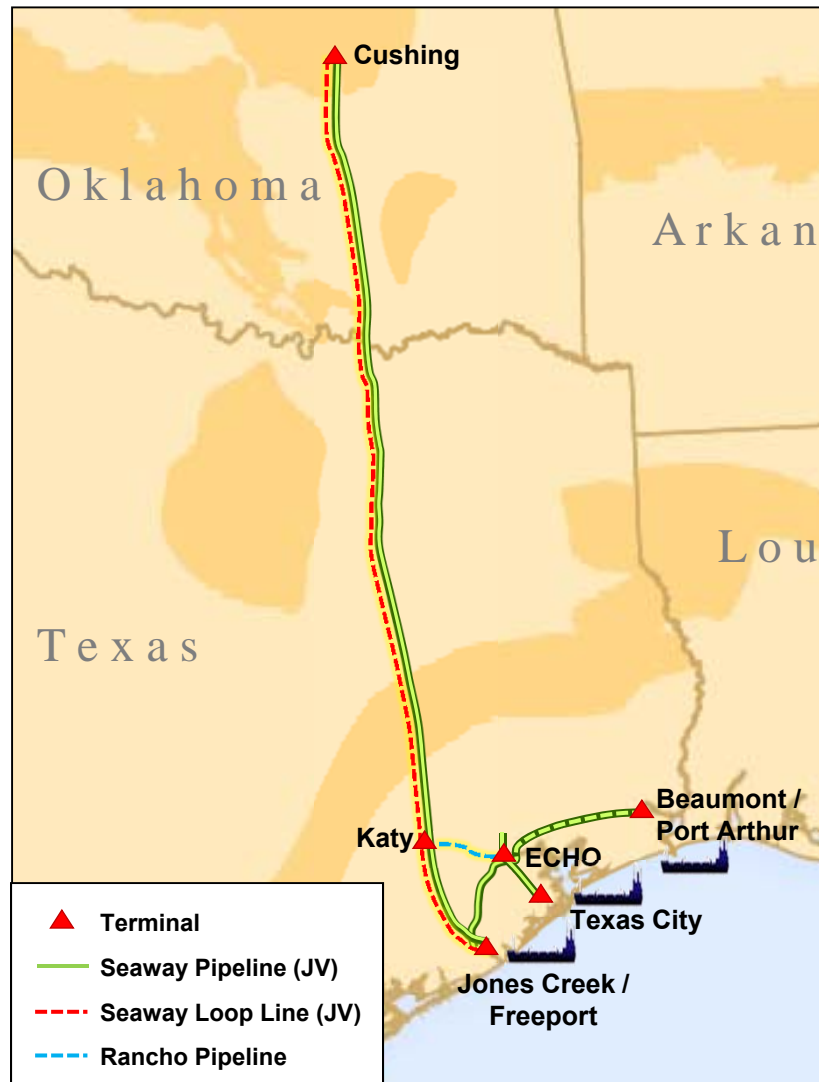 Cushing
Oklahoma
Arkan
Lou
Texas
Beaumont /
Port Arthur
Katy
ECHO
Texas City
Jones Creek /
Freeport
Terminal
Seaway Pipeline (JV)
Seaway Loop Line (JV)
Rancho Pipeline